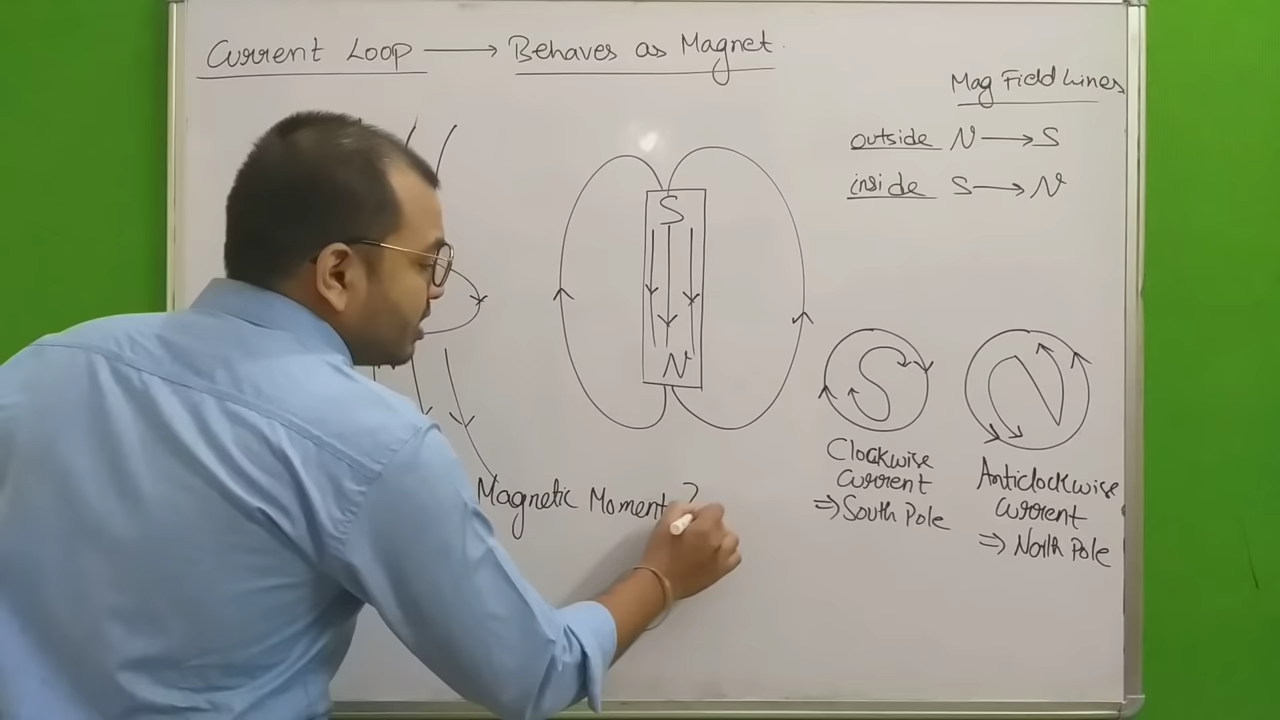 Current Loop → Behaves as Magnet.
Mag Field Lines
outside N → S
inside S → N
S
N
S
N
Clockwise
current
⇒ South Pole
Anticlockwise
current
⇒ North Pole
Magnetic Moment ?